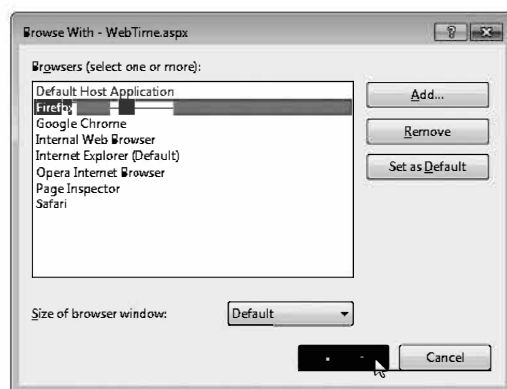 Browse With - WebTime.aspx
Browsers (select one or more):
Default Host Application
Firefox
Google Chrome
Internal Web Browser
Internet Explorer (Default)
Opera Internet Browser
Page Inspector
Safari
Add...
Remove
Set as Default
Size of browser window:
Default
Cancel